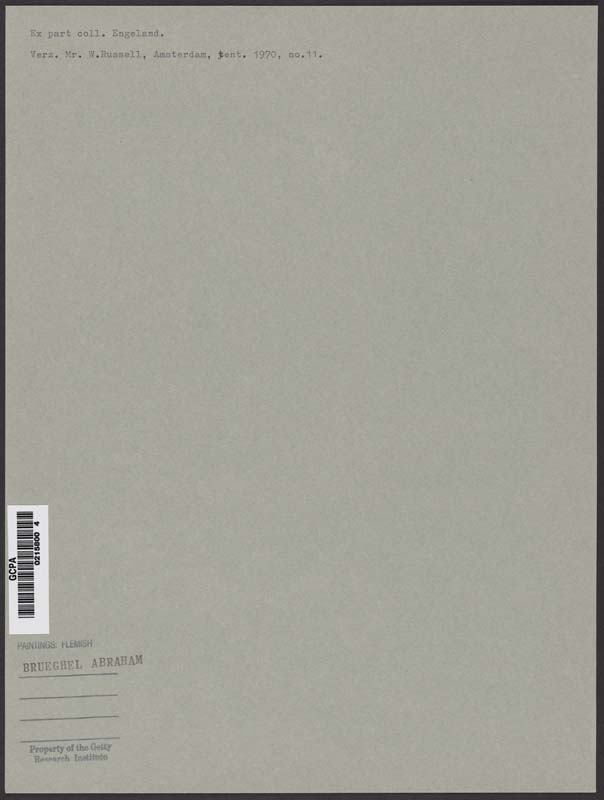 Ex part coll. Engeland.
Verz. Mr. W.Russell, Amsterdam, tent. 1970, no.11.
GCPA
0215800 4
PAINTINGS: FLEMISH
BRUEGHEL ABRAHAM
Property of the Getty
Research Institute